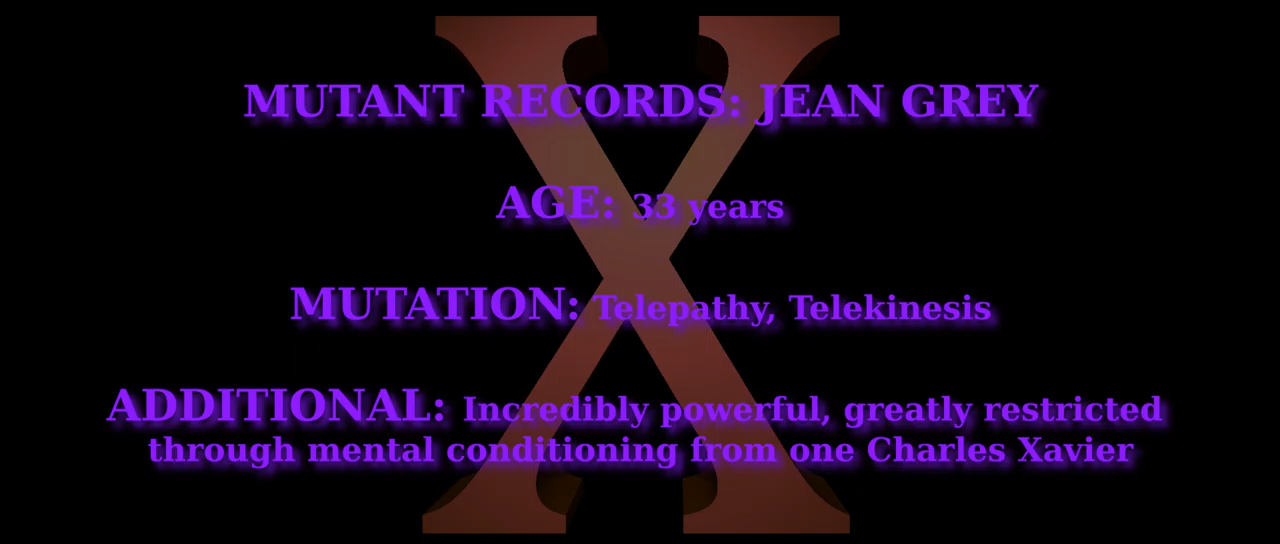 MUTANT RECORDS: JEAN GREY
AGE: 33 years
MUTATION: Telepathy, Telekinesis
ADDITIONAL: Incredibly powerful, greatly restricted
through mental conditioning from one Charles Xavier